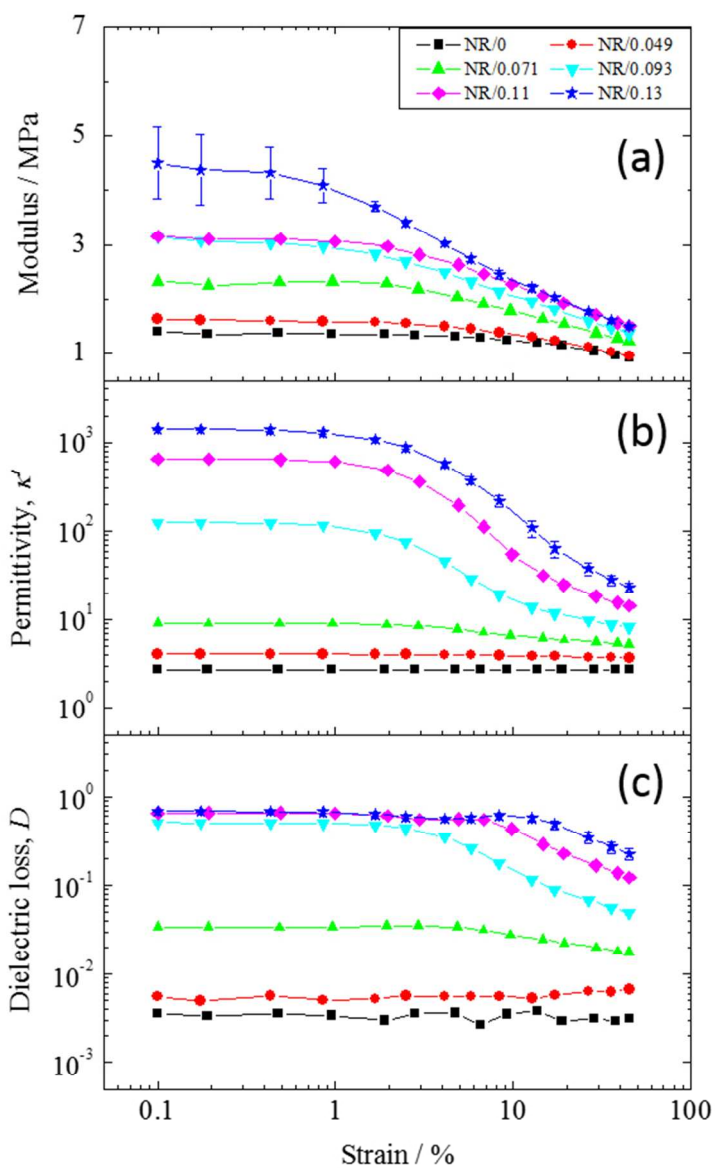 7
NR/0 NR/0.049
NR/0.071 NR/0.093
NR/0.11 NR/0.13
(a)
5
3
1
Modulus / MPa
(b)
10³
10²
10¹
10⁰
Permittivity, κ'
(c)
10⁰
10⁻¹
10⁻²
10⁻³
Dielectric loss, D
0.1 1 10 100
Strain / %